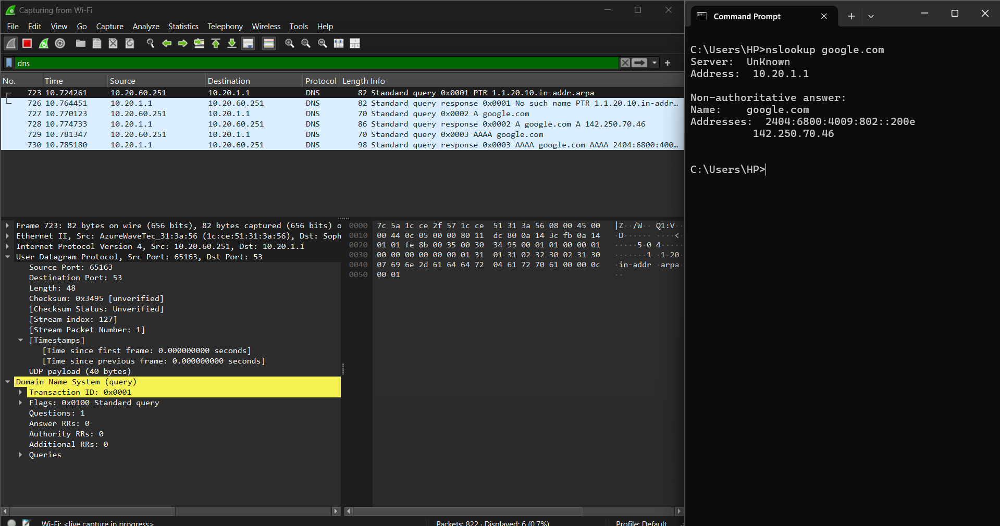 Capturing from Wi-Fi
File Edit View Go Capture Analyze Statistics Telephony Wireless Tools Help
dns
No. Time Source Destination Protocol Length Info
723 10.724261 10.20.60.251 10.20.1.1 DNS 82 Standard query 0x0001 PTR 1.1.20.10.in-addr.arpa
726 10.764451 10.20.1.1 10.20.60.251 DNS 82 Standard query response 0x0001 No such name PTR 1.1.20.10.in-addr…
727 10.770123 10.20.60.251 10.20.1.1 DNS 70 Standard query 0x0002 A google.com
728 10.774733 10.20.1.1 10.20.60.251 DNS 86 Standard query response 0x0002 A google.com A 142.250.70.46
729 10.781347 10.20.60.251 10.20.1.1 DNS 70 Standard query 0x0003 AAAA google.com
730 10.785180 10.20.1.1 10.20.60.251 DNS 98 Standard query response 0x0003 AAAA google.com AAAA 2404:6800:400…
Frame 723: 82 bytes on wire (656 bits), 82 bytes captured (656 bits) o
Ethernet II, Src: AzureWaveTec_31:3a:56 (1c:ce:51:31:3a:56), Dst: Soph
Internet Protocol Version 4, Src: 10.20.60.251, Dst: 10.20.1.1
User Datagram Protocol, Src Port: 65163, Dst Port: 53
Source Port: 65163
Destination Port: 53
Length: 48
Checksum: 0x3495 [unverified]
[Checksum Status: Unverified]
[Stream index: 127]
[Stream Packet Number: 1]
[Timestamps]
[Time since first frame: 0.000000000 seconds]
[Time since previous frame: 0.000000000 seconds]
UDP payload (40 bytes)
Domain Name System (query)
Transaction ID: 0x0001
Flags: 0x0100 Standard query
Questions: 1
Answer RRs: 0
Authority RRs: 0
Additional RRs: 0
Queries
0000 7c 5a 1c ce 2f 57 1c ce 51 31 3a 56 08 00 45 00 |Z··/W·· Q1:V··
0010 00 44 0c 05 00 00 80 11 dc 80 0a 14 3c fb 0a 14 ·D······ ····<·
0020 01 01 fe 8b 00 35 00 30 34 95 00 01 01 00 00 01 ·····5·0 4·····
0030 00 00 00 00 00 00 01 31 01 31 02 32 30 02 31 30 ·······1 ·1·20·
0040 07 69 6e 2d 61 64 64 72 04 61 72 70 61 00 00 0c ·in-addr ·arpa·
0050 00 01 ··
Wi-Fi: <live capture in progress>
Packets: 822 · Displayed: 6 (0.7%)
Profile: Default
Command Prompt
C:\Users\HP>nslookup google.com
Server: UnKnown
Address: 10.20.1.1
Non-authoritative answer:
Name: google.com
Addresses: 2404:6800:4009:802::200e
142.250.70.46
C:\Users\HP>